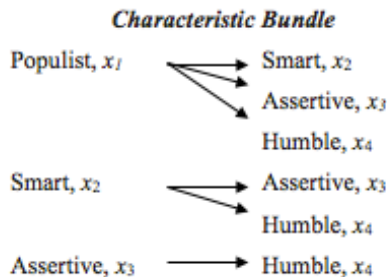 Characteristic Bundle
Populist, x₁ Smart, x₂
Assertive, x₃
Humble, x₄
Smart, x₂ Assertive, x₃
Humble, x₄
Assertive, x₃ Humble, x₄